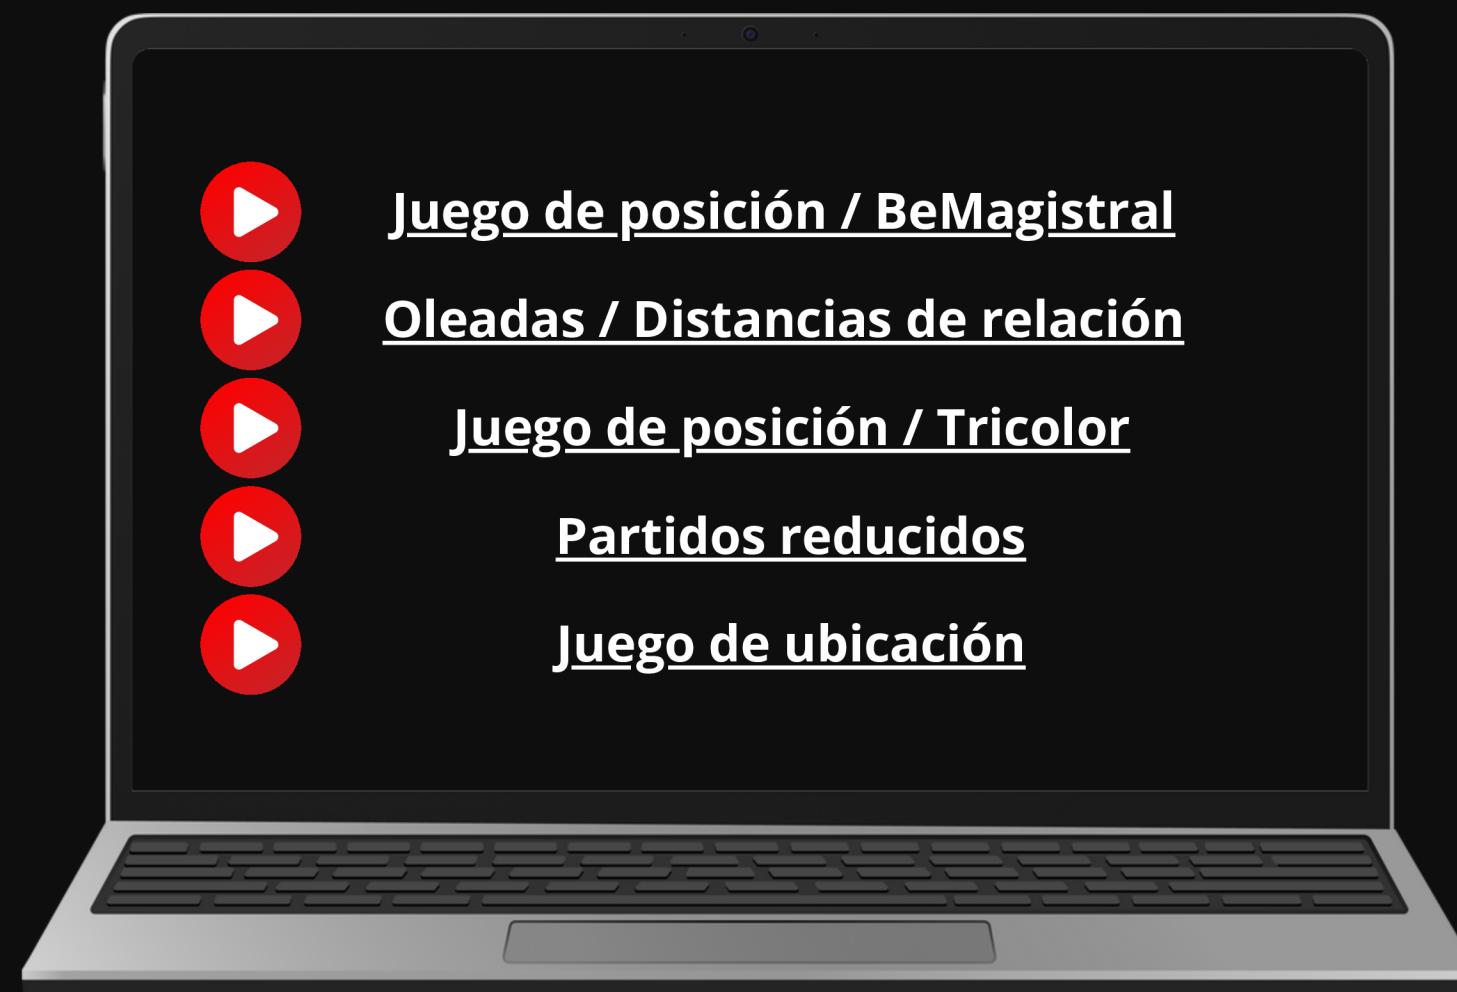 Juego de posición / BeMagistral
Oleadas / Distancias de relación
Juego de posición / Tricolor
Partidos reducidos
Juego de ubicación